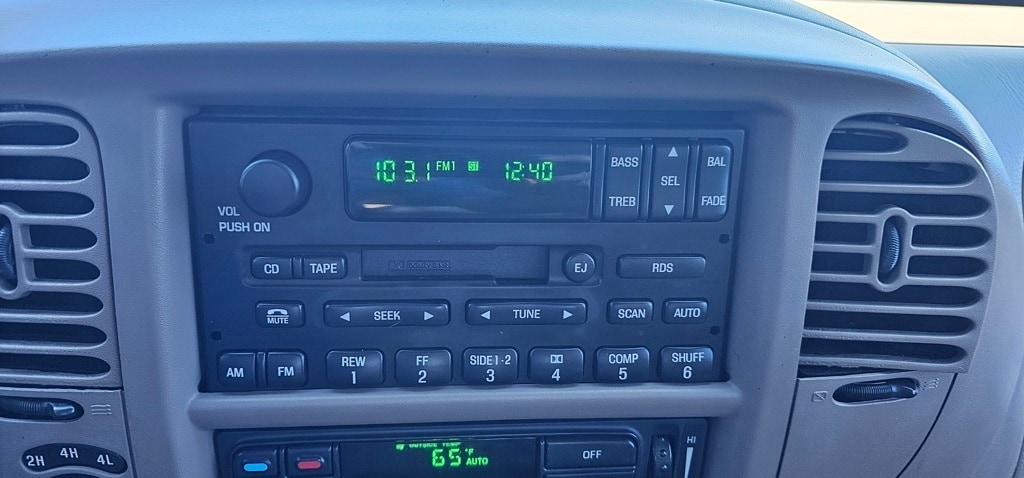 103.1 FM1 ST 12:40
BASS BAL
SEL
TREB FADE
VOL
PUSH ON
CD TAPE EJ RDS
MUTE SEEK TUNE SCAN AUTO
AM FM REW FF SIDE 1-2 COMP SHUFF
1 2 3 4 5 6
OUTSIDE TEMP
65°F AUTO OFF HI
2H 4H 4L